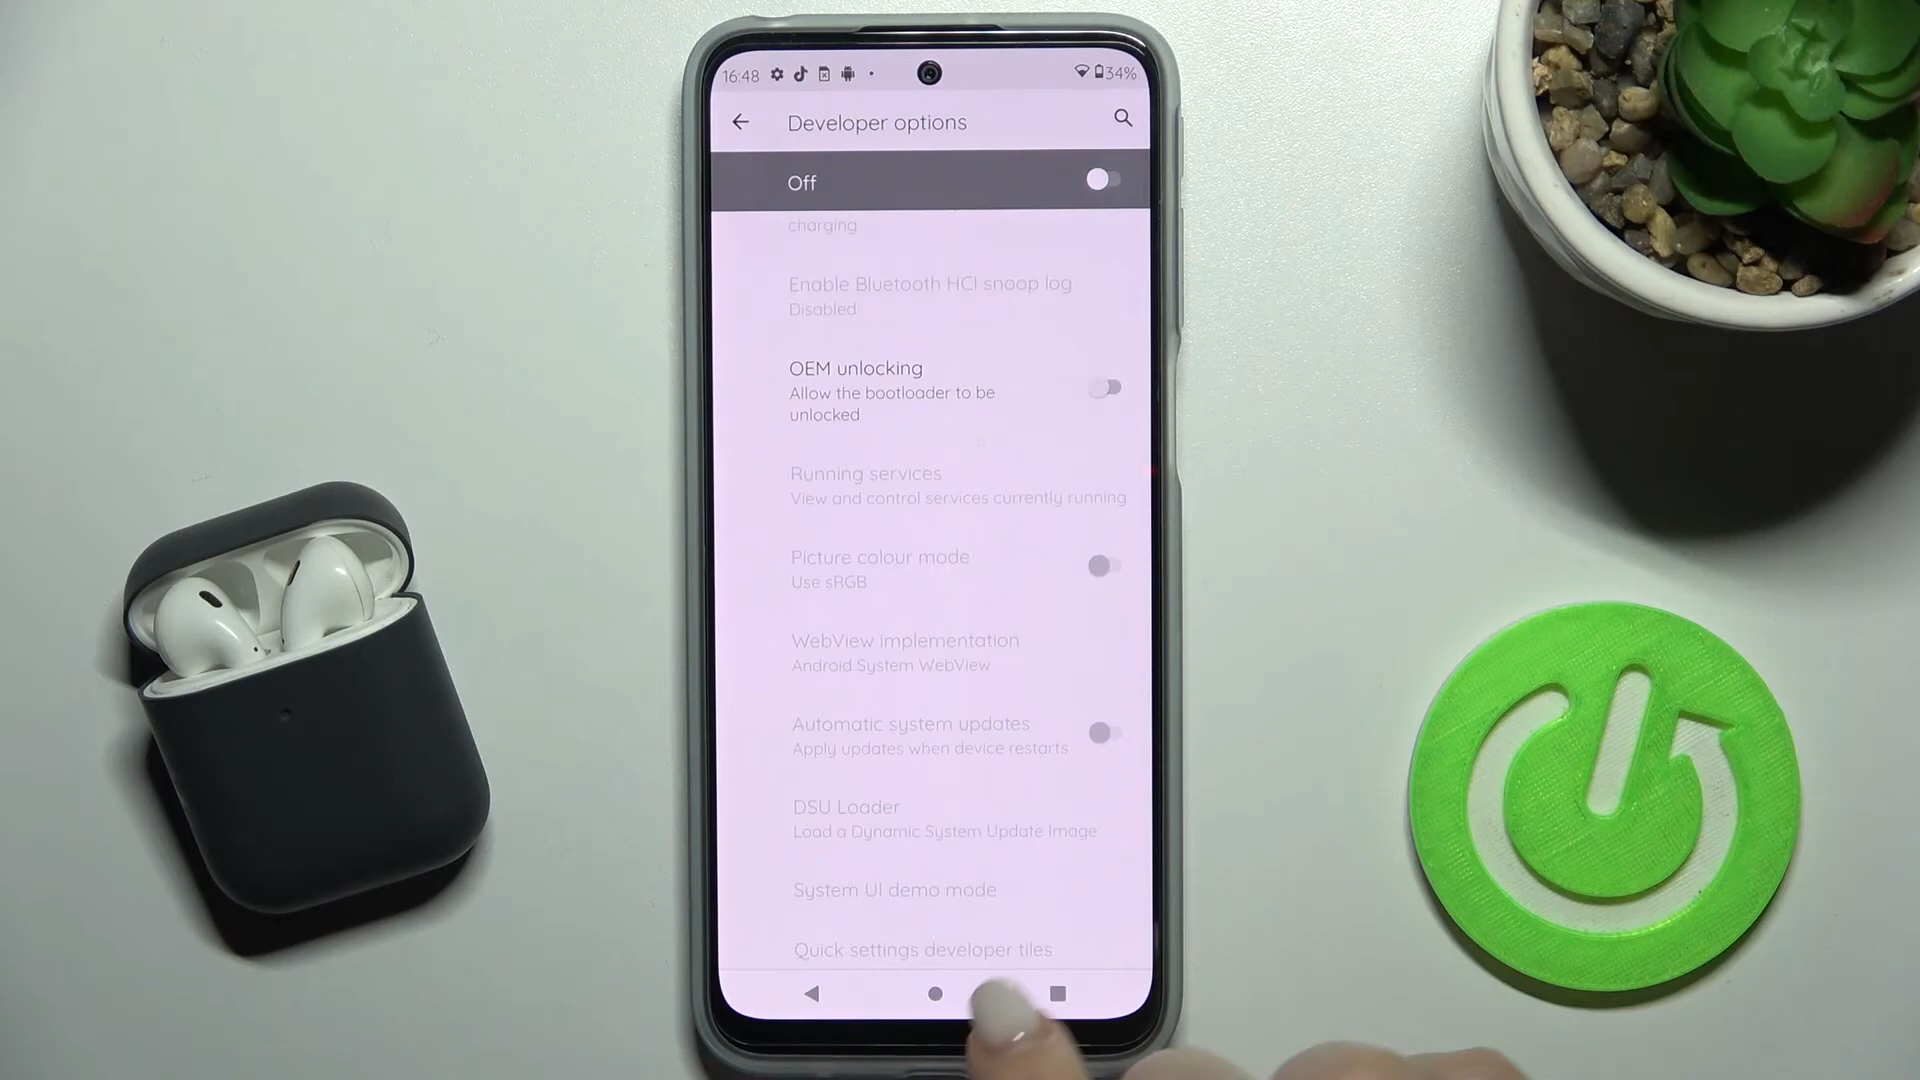 16:48
34%
Developer options
Off
charging
Enable Bluetooth HCI snoop log
Disabled
OEM unlocking
Allow the bootloader to be
unlocked
Running services
View and control services currently running
Picture colour mode
Use sRGB
WebView implementation
Android System WebView
Automatic system updates
Apply updates when device restarts
DSU Loader
Load a Dynamic System Update Image
System UI demo mode
Quick settings developer tiles